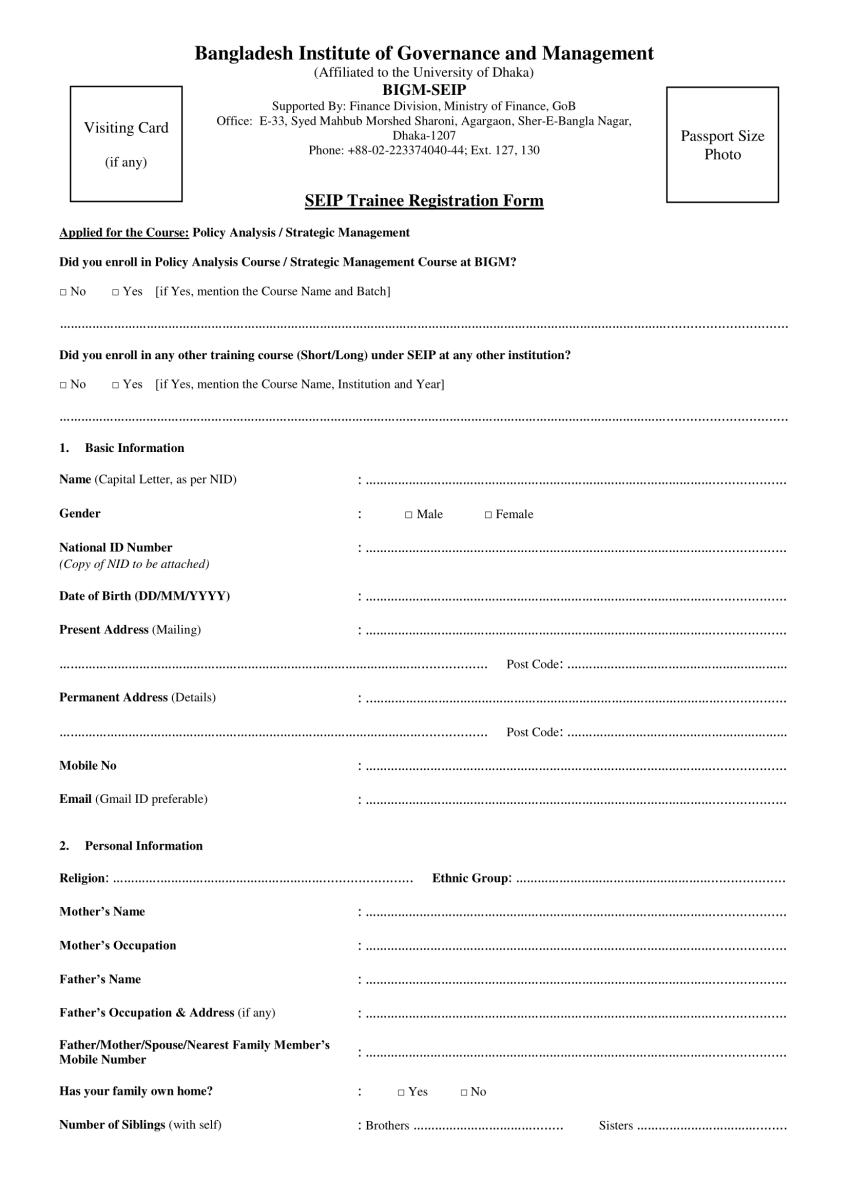 Bangladesh Institute of Governance and Management
(Affiliated to the University of Dhaka)
BIGM-SEIP
Supported By: Finance Division, Ministry of Finance, GoB
Office: E-33, Syed Mahbub Morshed Sharoni, Agargaon, Sher-E-Bangla Nagar,
Dhaka-1207
Phone: +88-02-223374040-44; Ext. 127, 130
Visiting Card
(if any)
Passport Size
Photo
SEIP Trainee Registration Form
Applied for the Course: Policy Analysis / Strategic Management
Did you enroll in Policy Analysis Course / Strategic Management Course at BIGM?
□ No □ Yes [if Yes, mention the Course Name and Batch]
Did you enroll in any other training course (Short/Long) under SEIP at any other institution?
□ No □ Yes [if Yes, mention the Course Name, Institution and Year]
1. Basic Information
Name (Capital Letter, as per NID) :
Gender : □ Male □ Female
National ID Number :
(Copy of NID to be attached)
Date of Birth (DD/MM/YYYY) :
Present Address (Mailing) :
Post Code:
Permanent Address (Details) :
Post Code:
Mobile No :
Email (Gmail ID preferable) :
2. Personal Information
Religion: Ethnic Group:
Mother's Name :
Mother's Occupation :
Father's Name :
Father's Occupation & Address (if any) :
Father/Mother/Spouse/Nearest Family Member's
Mobile Number :
Has your family own home? : □ Yes □ No
Number of Siblings (with self) : Brothers Sisters